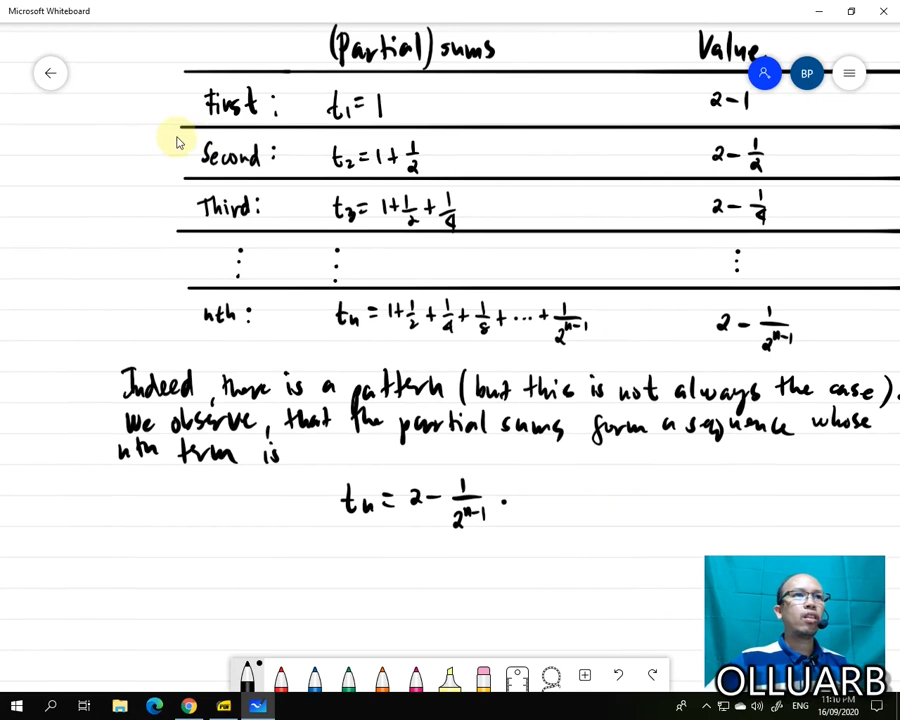 Microsoft Whiteboard
(Partial) sums Value
BP
First: t₁ = 1 2 - 1
Second: t₂ = 1 + 1/2 2 - 1/2
Third: t₃ = 1 + 1/2 + 1/4 2 - 1/4
⋮ ⋮ ⋮
nth: tₙ = 1 + 1/2 + 1/4 + 1/8 + ... + 1/2ⁿ⁻¹ 2 - 1/2ⁿ⁻¹
Indeed, there is a pattern (but this is not always the case).
We observe, that the partial sums form a sequence whose
nth term is
tₙ = 2 - 1/2ⁿ⁻¹ .
OLLUARB
ENG
11:10 PM
16/09/2020